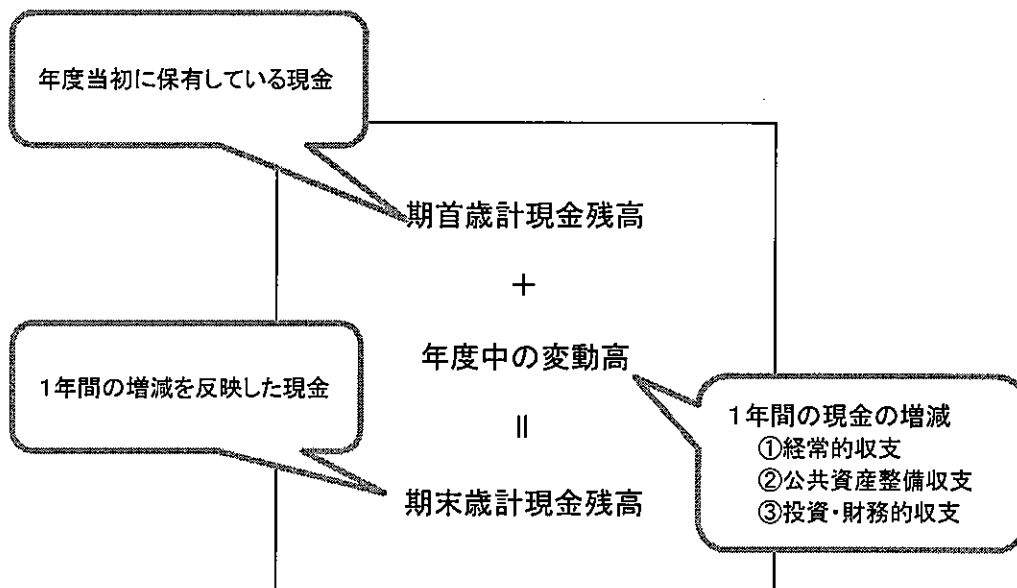 年度当初に保有している現金
期首歳計現金残高
+
年度中の変動高
1年間の増減を反映した現金
1年間の現金の増減
①経常的収支
②公共資産整備収支
③投資・財務的収支
=
期末歳計現金残高